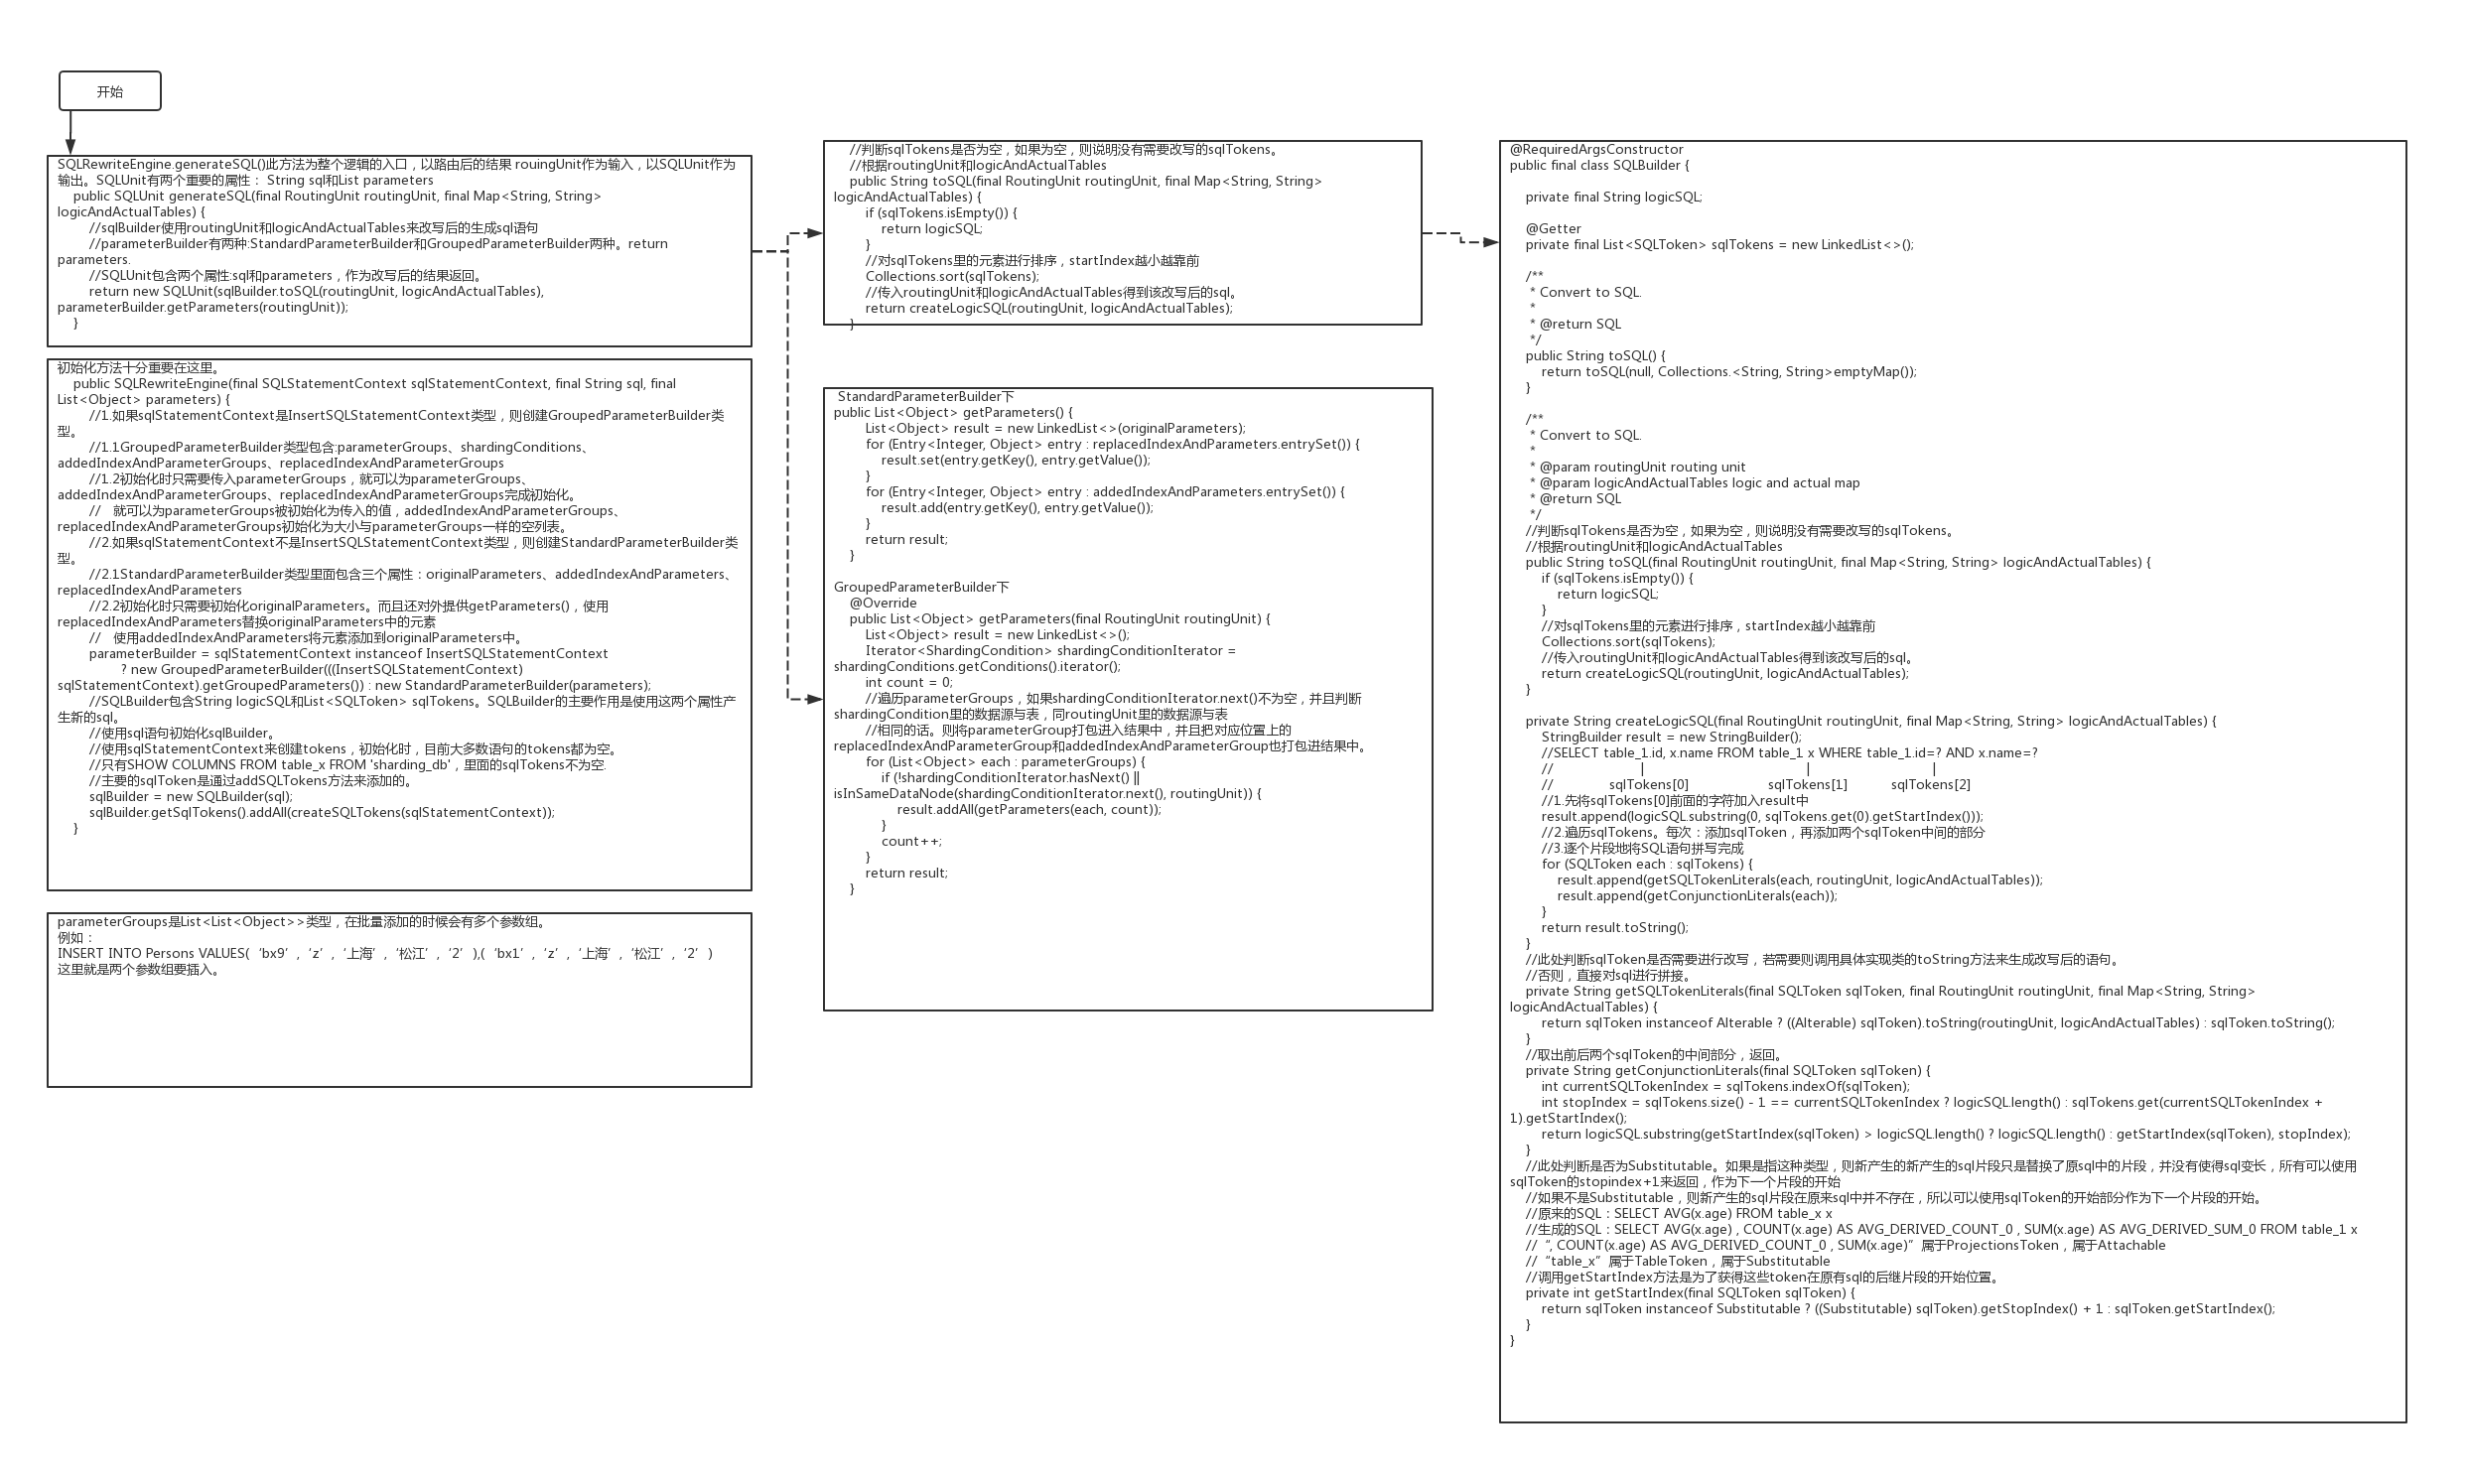 开始
SQLRewriteEngine.generateSQL()此方法为整个逻辑的入口，以路由后的结果 rouingUnit作为输入，以SQLUnit作为
输出。SQLUnit有两个重要的属性： String sql和List parameters
public SQLUnit generateSQL(final RoutingUnit routingUnit, final Map<String, String>
logicAndActualTables) {
//sqlBuilder使用routingUnit和logicAndActualTables来改写后的生成sql语句
//parameterBuilder有两种:StandardParameterBuilder和GroupedParameterBuilder两种。return
parameters.
//SQLUnit包含两个属性:sql和parameters，作为改写后的结果返回。
return new SQLUnit(sqlBuilder.toSQL(routingUnit, logicAndActualTables),
parameterBuilder.getParameters(routingUnit));
}
初始化方法十分重要在这里。
public SQLRewriteEngine(final SQLStatementContext sqlStatementContext, final String sql, final
List<Object> parameters) {
//1.如果sqlStatementContext是InsertSQLStatementContext类型，则创建GroupedParameterBuilder类
型。
//1.1GroupedParameterBuilder类型包含:parameterGroups、shardingConditions、
addedIndexAndParameterGroups、replacedIndexAndParameterGroups
//1.2初始化时只需要传入parameterGroups，就可以为parameterGroups、
addedIndexAndParameterGroups、replacedIndexAndParameterGroups完成初始化。
// 就可以为parameterGroups被初始化为传入的值，addedIndexAndParameterGroups、
replacedIndexAndParameterGroups初始化为大小与parameterGroups一样的空列表。
//2.如果sqlStatementContext不是InsertSQLStatementContext类型，则创建StandardParameterBuilder类
型。
//2.1StandardParameterBuilder类型里面包含三个属性：originalParameters、addedIndexAndParameters、
replacedIndexAndParameters
//2.2初始化时只需要初始化originalParameters。而且还对外提供getParameters()，使用
replacedIndexAndParameters替换originalParameters中的元素
// 使用addedIndexAndParameters将元素添加到originalParameters中。
parameterBuilder = sqlStatementContext instanceof InsertSQLStatementContext
? new GroupedParameterBuilder(((InsertSQLStatementContext)
sqlStatementContext).getGroupedParameters()) : new StandardParameterBuilder(parameters);
//SQLBuilder包含String logicSQL和List<SQLToken> sqlTokens。SQLBuilder的主要作用是使用这两个属性产
生新的sql。
//使用sql语句初始化sqlBuilder。
//使用sqlStatementContext来创建tokens，初始化时，目前大多数语句的tokens都为空。
//只有SHOW COLUMNS FROM table_x FROM 'sharding_db'，里面的sqlTokens不为空.
//主要的sqlToken是通过addSQLTokens方法来添加的。
sqlBuilder = new SQLBuilder(sql);
sqlBuilder.getSqlTokens().addAll(createSQLTokens(sqlStatementContext));
}
parameterGroups是List<List<Object>>类型，在批量添加的时候会有多个参数组。
例如：
INSERT INTO Persons VALUES(‘bx9’,‘z’,‘上海’,‘松江’,‘2’),(‘bx1’,‘z’,‘上海’,‘松江’,‘2’)
这里就是两个参数组要插入。
//判断sqlTokens是否为空，如果为空，则说明没有需要改写的sqlTokens。
//根据routingUnit和logicAndActualTables
public String toSQL(final RoutingUnit routingUnit, final Map<String, String>
logicAndActualTables) {
if (sqlTokens.isEmpty()) {
return logicSQL;
}
//对sqlTokens里的元素进行排序，startIndex越小越靠前
Collections.sort(sqlTokens);
//传入routingUnit和logicAndActualTables得到该改写后的sql。
return createLogicSQL(routingUnit, logicAndActualTables);
}
StandardParameterBuilder下
public List<Object> getParameters() {
List<Object> result = new LinkedList<>(originalParameters);
for (Entry<Integer, Object> entry : replacedIndexAndParameters.entrySet()) {
result.set(entry.getKey(), entry.getValue());
}
for (Entry<Integer, Object> entry : addedIndexAndParameters.entrySet()) {
result.add(entry.getKey(), entry.getValue());
}
return result;
}
GroupedParameterBuilder下
@Override
public List<Object> getParameters(final RoutingUnit routingUnit) {
List<Object> result = new LinkedList<>();
Iterator<ShardingCondition> shardingConditionIterator =
shardingConditions.getConditions().iterator();
int count = 0;
//遍历parameterGroups，如果shardingConditionIterator.next()不为空，并且判断
shardingCondition里的数据源与表，同routingUnit里的数据源与表
//相同的话。则将parameterGroup打包进入结果中，并且把对应位置上的
replacedIndexAndParameterGroup和addedIndexAndParameterGroup也打包进结果中。
for (List<Object> each : parameterGroups) {
if (!shardingConditionIterator.hasNext() ||
isInSameDataNode(shardingConditionIterator.next(), routingUnit)) {
result.addAll(getParameters(each, count));
}
count++;
}
return result;
}
@RequiredArgsConstructor
public final class SQLBuilder {
private final String logicSQL;
@Getter
private final List<SQLToken> sqlTokens = new LinkedList<>();
/**
* Convert to SQL.
*
* @return SQL
*/
public String toSQL() {
return toSQL(null, Collections.<String, String>emptyMap());
}
/**
* Convert to SQL.
*
* @param routingUnit routing unit
* @param logicAndActualTables logic and actual map
* @return SQL
*/
//判断sqlTokens是否为空，如果为空，则说明没有需要改写的sqlTokens。
//根据routingUnit和logicAndActualTables
public String toSQL(final RoutingUnit routingUnit, final Map<String, String> logicAndActualTables) {
if (sqlTokens.isEmpty()) {
return logicSQL;
}
//对sqlTokens里的元素进行排序，startIndex越小越靠前
Collections.sort(sqlTokens);
//传入routingUnit和logicAndActualTables得到该改写后的sql。
return createLogicSQL(routingUnit, logicAndActualTables);
}
private String createLogicSQL(final RoutingUnit routingUnit, final Map<String, String> logicAndActualTables) {
StringBuilder result = new StringBuilder();
//SELECT table_1.id, x.name FROM table_1 x WHERE table_1.id=? AND x.name=?
// | | |
// sqlTokens[0] sqlTokens[1] sqlTokens[2]
//1.先将sqlTokens[0]前面的字符加入result中
result.append(logicSQL.substring(0, sqlTokens.get(0).getStartIndex()));
//2.遍历sqlTokens。每次：添加sqlToken，再添加两个sqlToken中间的部分
//3.逐个片段地将SQL语句拼写完成
for (SQLToken each : sqlTokens) {
result.append(getSQLTokenLiterals(each, routingUnit, logicAndActualTables));
result.append(getConjunctionLiterals(each));
}
return result.toString();
}
//此处判断sqlToken是否需要进行改写，若需要则调用具体实现类的toString方法来生成改写后的语句。
//否则，直接对sql进行拼接。
private String getSQLTokenLiterals(final SQLToken sqlToken, final RoutingUnit routingUnit, final Map<String, String>
logicAndActualTables) {
return sqlToken instanceof Alterable ? ((Alterable) sqlToken).toString(routingUnit, logicAndActualTables) : sqlToken.toString();
}
//取出前后两个sqlToken的中间部分，返回。
private String getConjunctionLiterals(final SQLToken sqlToken) {
int currentSQLTokenIndex = sqlTokens.indexOf(sqlToken);
int stopIndex = sqlTokens.size() - 1 == currentSQLTokenIndex ? logicSQL.length() : sqlTokens.get(currentSQLTokenIndex +
1).getStartIndex();
return logicSQL.substring(getStartIndex(sqlToken) > logicSQL.length() ? logicSQL.length() : getStartIndex(sqlToken), stopIndex);
}
//此处判断是否为Substitutable。如果是指这种类型，则新产生的新产生的sql片段只是替换了原sql中的片段，并没有使得sql变长，所有可以使用
sqlToken的stopindex+1来返回，作为下一个片段的开始
//如果不是Substitutable，则新产生的sql片段在原来sql中并不存在，所以可以使用sqlToken的开始部分作为下一个片段的开始。
//原来的SQL：SELECT AVG(x.age) FROM table_x x
//生成的SQL：SELECT AVG(x.age) , COUNT(x.age) AS AVG_DERIVED_COUNT_0 , SUM(x.age) AS AVG_DERIVED_SUM_0 FROM table_1 x
//“, COUNT(x.age) AS AVG_DERIVED_COUNT_0 , SUM(x.age)”属于ProjectionsToken，属于Attachable
//“table_x”属于TableToken，属于Substitutable
//调用getStartIndex方法是为了获得这些token在原有sql的后继片段的开始位置。
private int getStartIndex(final SQLToken sqlToken) {
return sqlToken instanceof Substitutable ? ((Substitutable) sqlToken).getStopIndex() + 1 : sqlToken.getStartIndex();
}
}